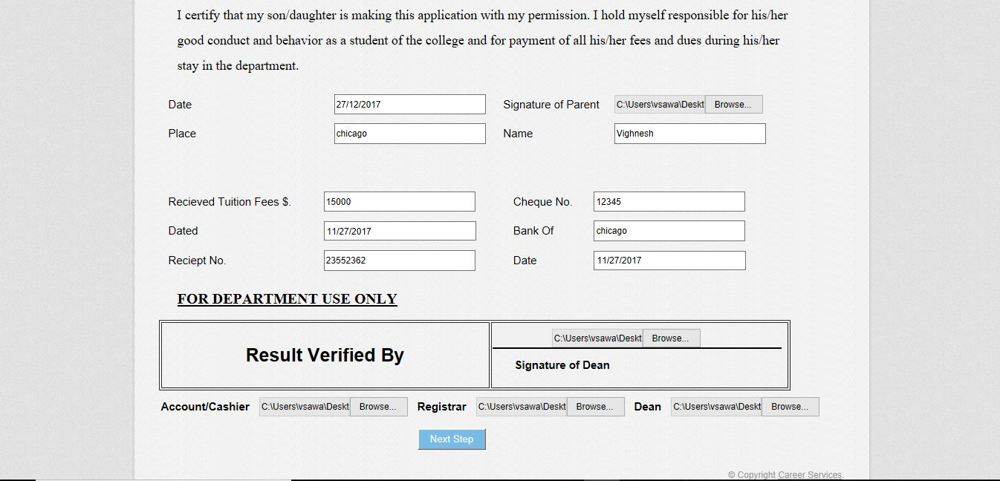 I certify that my son/daughter is making this application with my permission. I hold myself responsible for his/her
good conduct and behavior as a student of the college and for payment of all his/her fees and dues during his/her
stay in the department.
Date 27/12/2017 Signature of Parent C:\Users\vsawa\Deskt Browse...
Place chicago Name Vighnesh
Recieved Tuition Fees $. 15000 Cheque No. 12345
Dated 11/27/2017 Bank Of chicago
Reciept No. 23552362 Date 11/27/2017
FOR DEPARTMENT USE ONLY
C:\Users\vsawa\Deskt Browse...
Result Verified By
Signature of Dean
Account/Cashier C:\Users\vsawa\Deskt Browse... Registrar C:\Users\vsawa\Deskt Browse... Dean C:\Users\vsawa\Deskt Browse...
Next Step
© Copyright Career Services.